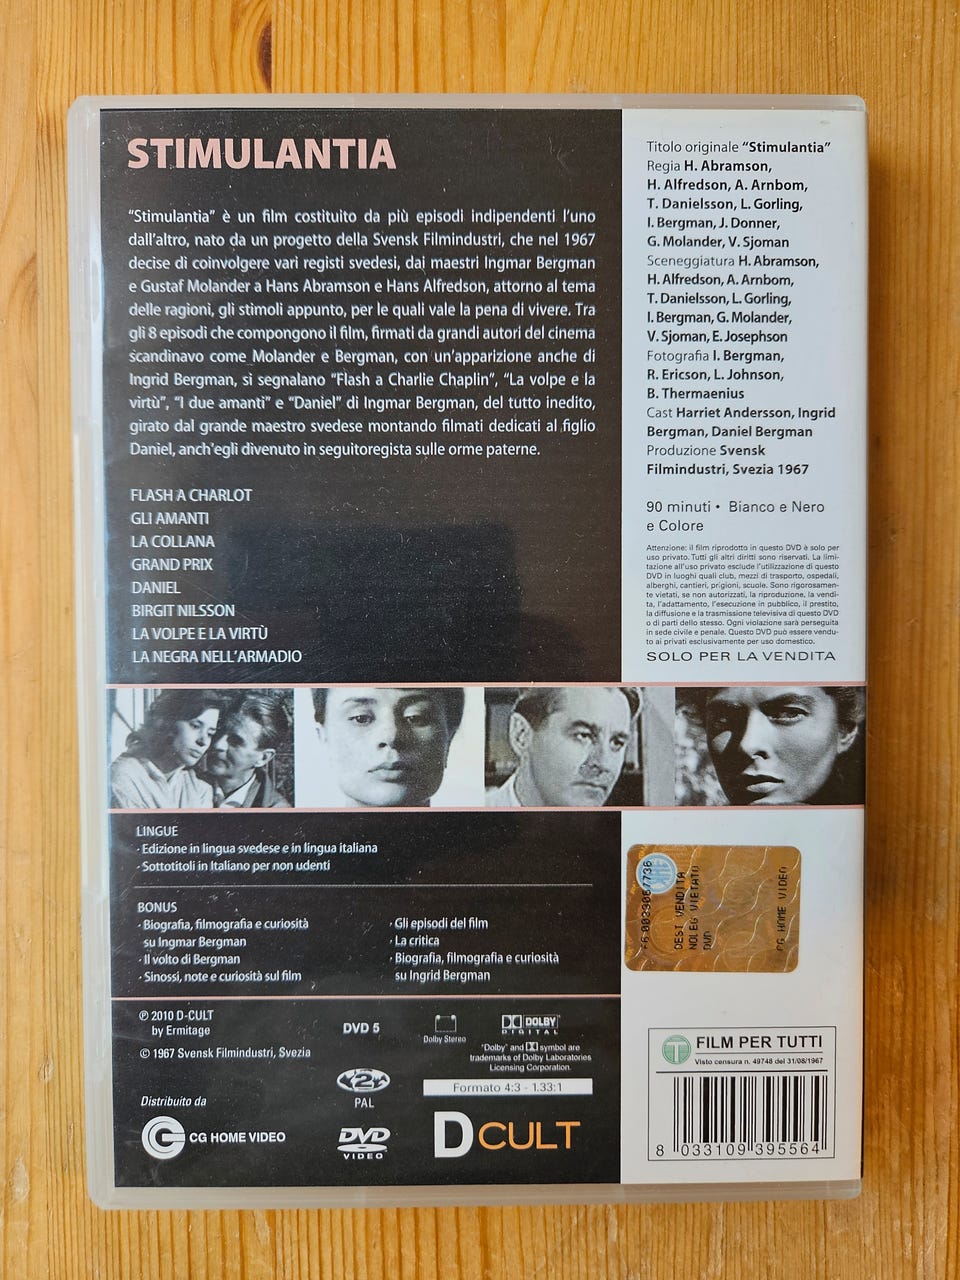 STIMULANTIA
“Stimulantia” è un film costituito da più episodi indipendenti l’uno
dall’altro, nato da un progetto della Svensk Filmindustri, che nel 1967
decise di coinvolgere vari registi svedesi, dai maestri Ingmar Bergman
e Gustaf Molander a Hans Abramson e Hans Alfredson, attorno al tema
delle ragioni, gli stimoli appunto, per le quali vale la pena di vivere. Tra
gli 8 episodi che compongono il film, firmati da grandi autori del cinema
scandinavo come Molander e Bergman, con un’apparizione anche di
Ingrid Bergman, si segnalano “Flash a Charlie Chaplin”, “La volpe e la
virtù”, “I due amanti” e “Daniel” di Ingmar Bergman, del tutto inedito,
girato dal grande maestro svedese montando filmati dedicati al figlio
Daniel, anch’egli divenuto in seguitoregista sulle orme paterne.
FLASH A CHARLOT
GLI AMANTI
LA COLLANA
GRAND PRIX
DANIEL
BIRGIT NILSSON
LA VOLPE E LA VIRTÙ
LA NEGRA NELL’ARMADIO
Titolo originale “Stimulantia”
Regia H. Abramson,
H. Alfredson, A. Arnbom,
T. Danielsson, L. Gorling,
I. Bergman, J. Donner,
G. Molander, V. Sjoman
Sceneggiatura H. Abramson,
H. Alfredson, A. Arnbom,
T. Danielsson, L. Gorling,
I. Bergman, G. Molander,
V. Sjoman, E. Josephson
Fotografia I. Bergman,
R. Ericson, L. Johnson,
B. Thermaenius
Cast Harriet Andersson, Ingrid
Bergman, Daniel Bergman
Produzione Svensk
Filmindustri, Svezia 1967
90 minuti • Bianco e Nero
e Colore
Attenzione: il film riprodotto in questo DVD è solo per
uso privato. Tutti gli altri diritti sono riservati. La limi-
tazione all’uso privato esclude l’utilizzazione di questo
DVD in luoghi quali club, mezzi di trasporto, ospedali,
alberghi, cantieri, prigioni, scuole. Sono rigorosamen-
te vietati, se non autorizzati, la riproduzione, la vendi-
ta, l’adattamento, l’esecuzione in pubblico, il prestito,
la diffusione e la trasmissione televisiva di questo DVD
o di parti dello stesso. Ogni violazione sarà perseguita
in sede civile e penale. Questo DVD può essere vendu-
to ai privati esclusivamente per uso domestico.
SOLO PER LA VENDITA
LINGUE
· Edizione in lingua svedese e in lingua italiana
· Sottotitoli in Italiano per non udenti
BONUS
· Biografia, filmografia e curiosità
su Ingmar Bergman
· Il volto di Bergman
· Sinossi, note e curiosità sul film
· Gli episodi del film
· La critica
· Biografia, filmografia e curiosità
su Ingrid Bergman
DEST VENDITA
NOLEG VIETATO
DVD
CG HOME VIDEO
℗ 2010 D-CULT
by Ermitage
© 1967 Svensk Filmindustri, Svezia
Distribuito da
CG HOME VIDEO
DVD 5
2
PAL
DVD
VIDEO
Dolby Stereo
DOLBY
DIGITAL
“Dolby” and symbol are
trademarks of Dolby Laboratories
Licensing Corporation.
Formato 4:3 - 1.33:1
D CULT
T FILM PER TUTTI
Visto censura n. 49748 del 31/08/1967
8 033109 395564